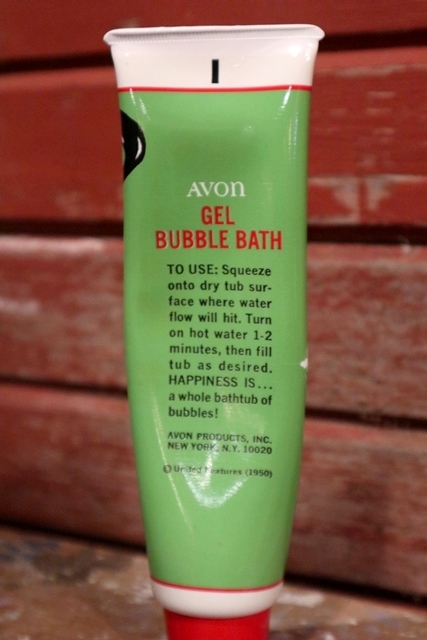 AVON
GEL
BUBBLE BATH
TO USE: Squeeze
onto dry tub sur-
face where water
flow will hit. Turn
on hot water 1-2
minutes, then fill
tub as desired.
HAPPINESS IS...
a whole bathtub of
bubbles!
AVON PRODUCTS, INC.
NEW YORK, N.Y. 10020
© United Features (1950)